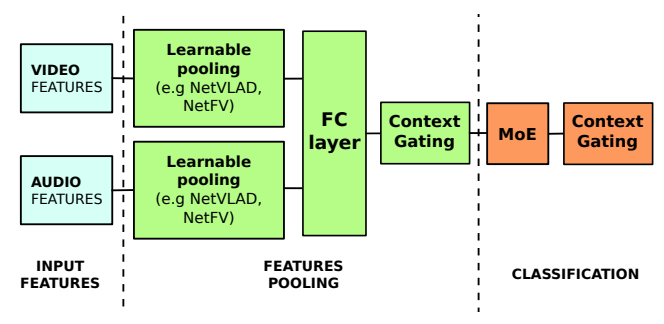 VIDEO
FEATURES
Learnable
pooling
(e.g NetVLAD,
NetFV)
AUDIO
FEATURES
Learnable
pooling
(e.g NetVLAD,
NetFV)
FC
layer
Context
Gating
MoE
Context
Gating
INPUT
FEATURES
FEATURES
POOLING
CLASSIFICATION